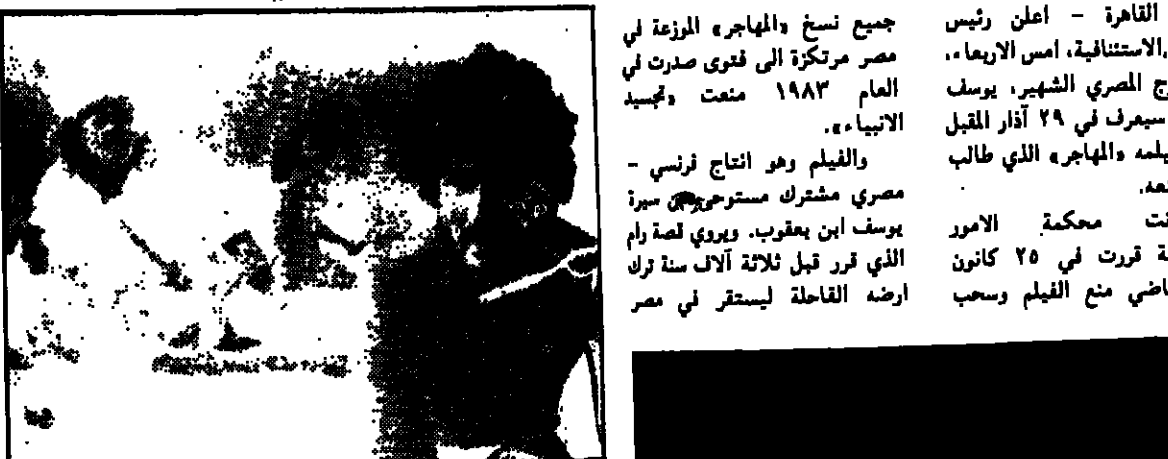 القاهرة – اعلن رئيس
الاستئنافية، امس الاربعاء،
رج المصري الشهير، يوسف
سيعرف في ٢٩ آذار المقبل
يلمه «المهاجر» الذي طالب
نعه.
نت محكمة الامور
ة قررت في ٢٥ كانون
اضي منع الفيلم وسحب
جميع نسخ «المهاجر» الموزعة في
مصر مرتكزة الى فتوى صدرت في
العام ١٩٨٣ منعت «تجسيد
الانبياء».
والفيلم وهو انتاج فرنسي -
مصري مشترك مستوحى من سيرة
يوسف ابن يعقوب. ويروي قصة رام
الذي قرر قبل ثلاثة آلاف سنة ترك
ارضه القاحلة ليستقر في مصر